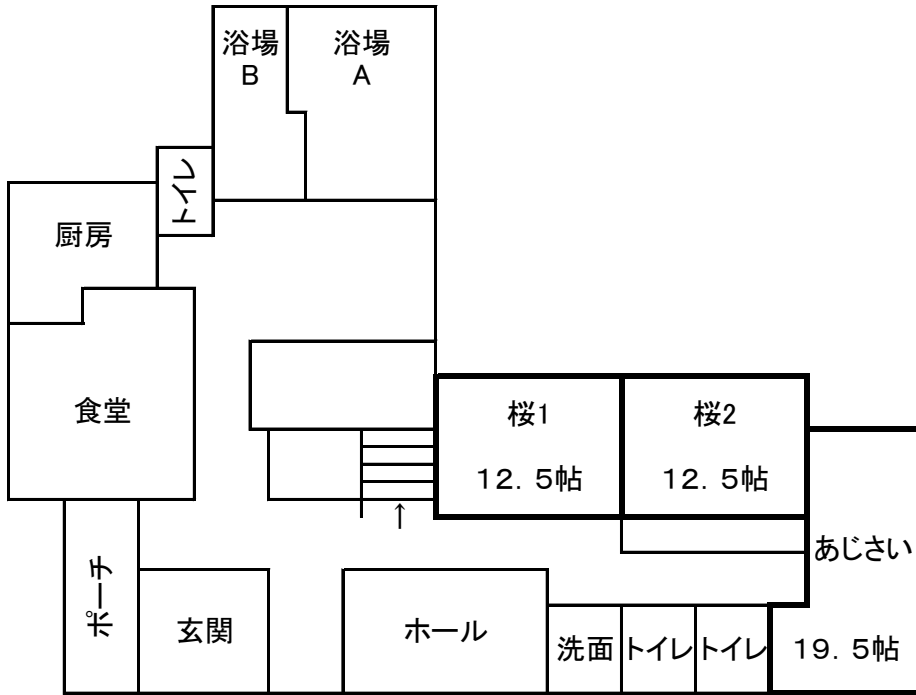 浴場
B
浴場
A
トイレ
厨房
食堂
桜1
12.5帖
桜2
12.5帖
↑
あじさい
19.5帖
ポーチ
玄関
ホール
洗面
トイレ
トイレ